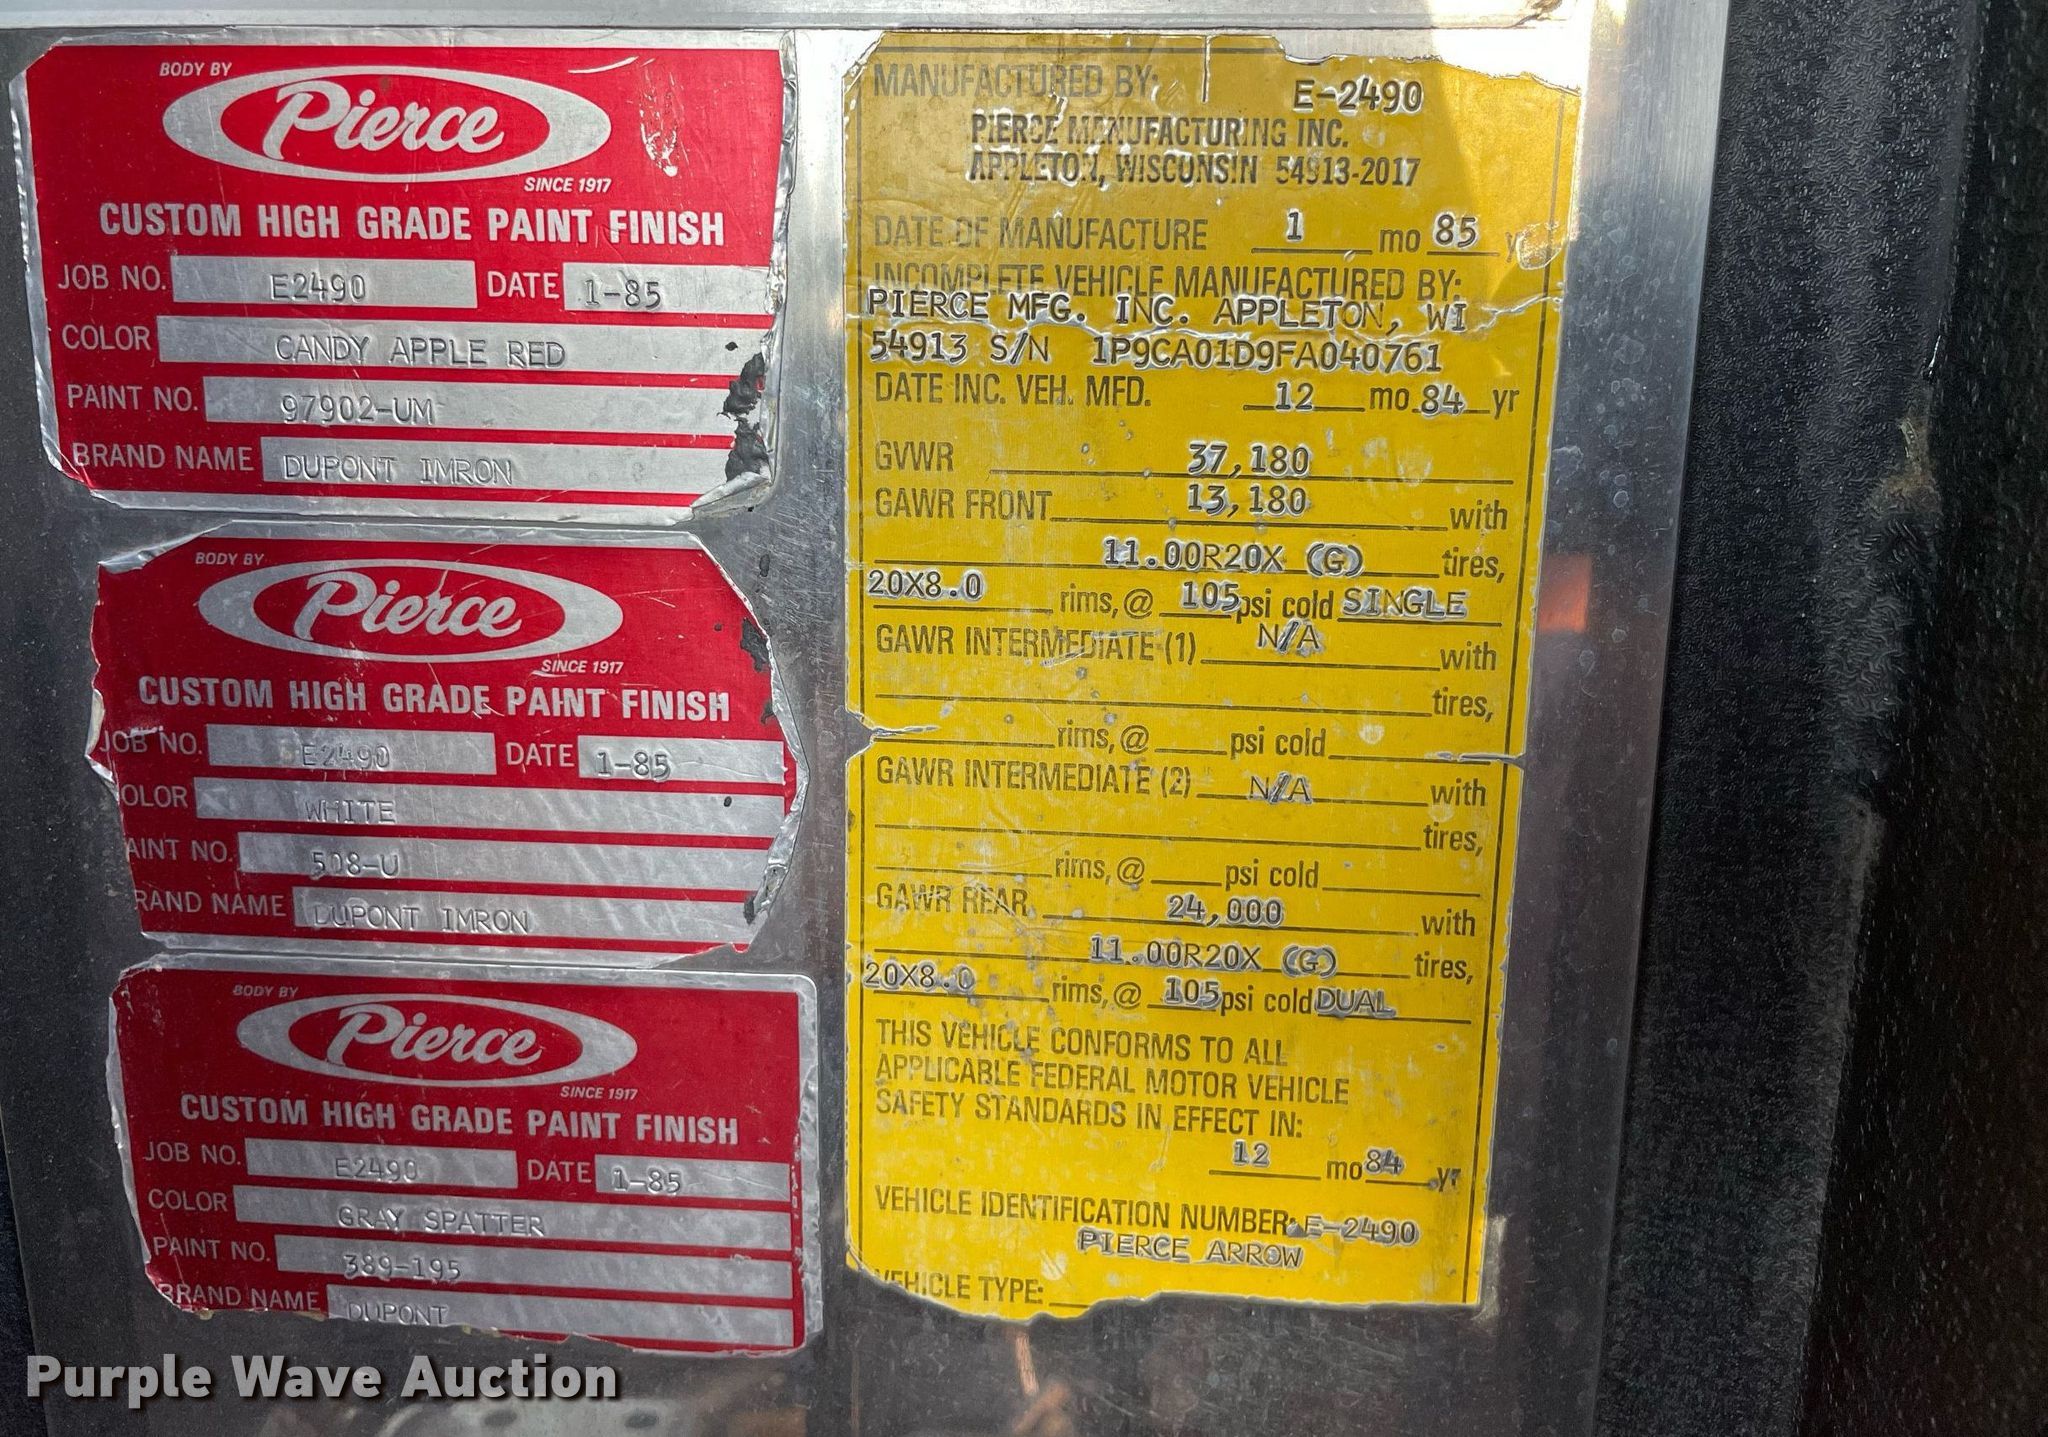 BODY BY
Pierce
SINCE 1917
CUSTOM HIGH GRADE PAINT FINISH
JOB NO. E2490 DATE 1-85
COLOR CANDY APPLE RED
PAINT NO. 97902-UM
BRAND NAME DUPONT IMRON
BODY BY
Pierce
SINCE 1917
CUSTOM HIGH GRADE PAINT FINISH
JOB NO. E2490 DATE 1-85
OLOR WHITE
AINT NO. 508-U
RAND NAME DUPONT IMRON
BODY BY
Pierce
SINCE 1917
CUSTOM HIGH GRADE PAINT FINISH
JOB NO. E2490 DATE 1-85
COLOR GRAY SPATTER
PAINT NO. 389-195
BRAND NAME DUPONT
MANUFACTURED BY: E-2490
PIERCE MANUFACTURING INC.
APPLETON, WISCONSIN 54913-2017
DATE OF MANUFACTURE 1 mo 85 y
INCOMPLETE VEHICLE MANUFACTURED BY:
PIERCE MFG. INC. APPLETON, WI
54913 S/N 1P9CA01D9FA040761
DATE INC. VEH. MFD. 12 mo. 84 yr
GVWR 37,180
GAWR FRONT 13,180 with
11.00R20X (G) tires,
20X8.0 rims, @ 105 psi cold SINGLE
GAWR INTERMEDIATE (1) N/A with
tires,
rims, @ psi cold
GAWR INTERMEDIATE (2) N/A with
tires,
rims, @ psi cold
GAWR REAR 24,000 with
11.00R20X (G) tires,
20X8.0 rims, @ 105 psi cold DUAL
THIS VEHICLE CONFORMS TO ALL
APPLICABLE FEDERAL MOTOR VEHICLE
SAFETY STANDARDS IN EFFECT IN:
12 mo 84 yr
VEHICLE IDENTIFICATION NUMBER: E-2490
PIERCE ARROW
VEHICLE TYPE:
Purple Wave Auction